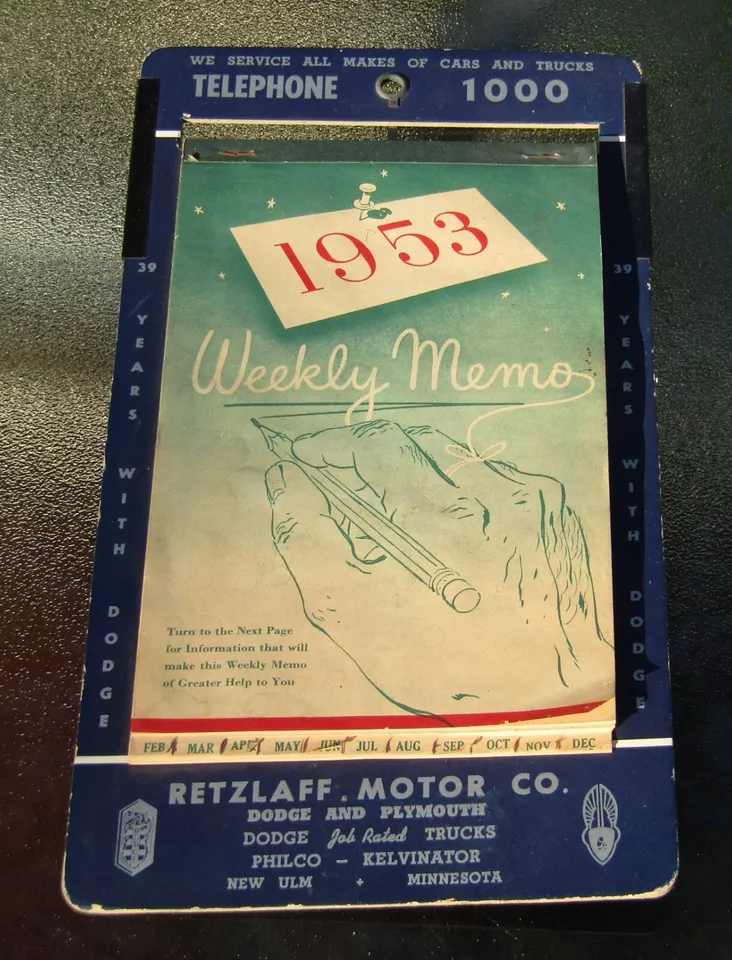 WE SERVICE ALL MAKES OF CARS AND TRUCKS
TELEPHONE 1000
1953
Weekly Memo
39 YEARS WITH DODGE
39 YEARS WITH DODGE
Turn to the Next Page
for Information that will
make this Weekly Memo
of Greater Help to You
FEB MAR APR MAY JUN JUL AUG SEP OCT NOV DEC
RETZLAFF MOTOR CO.
DODGE AND PLYMOUTH
DODGE Job Rated TRUCKS
PHILCO - KELVINATOR
NEW ULM + MINNESOTA